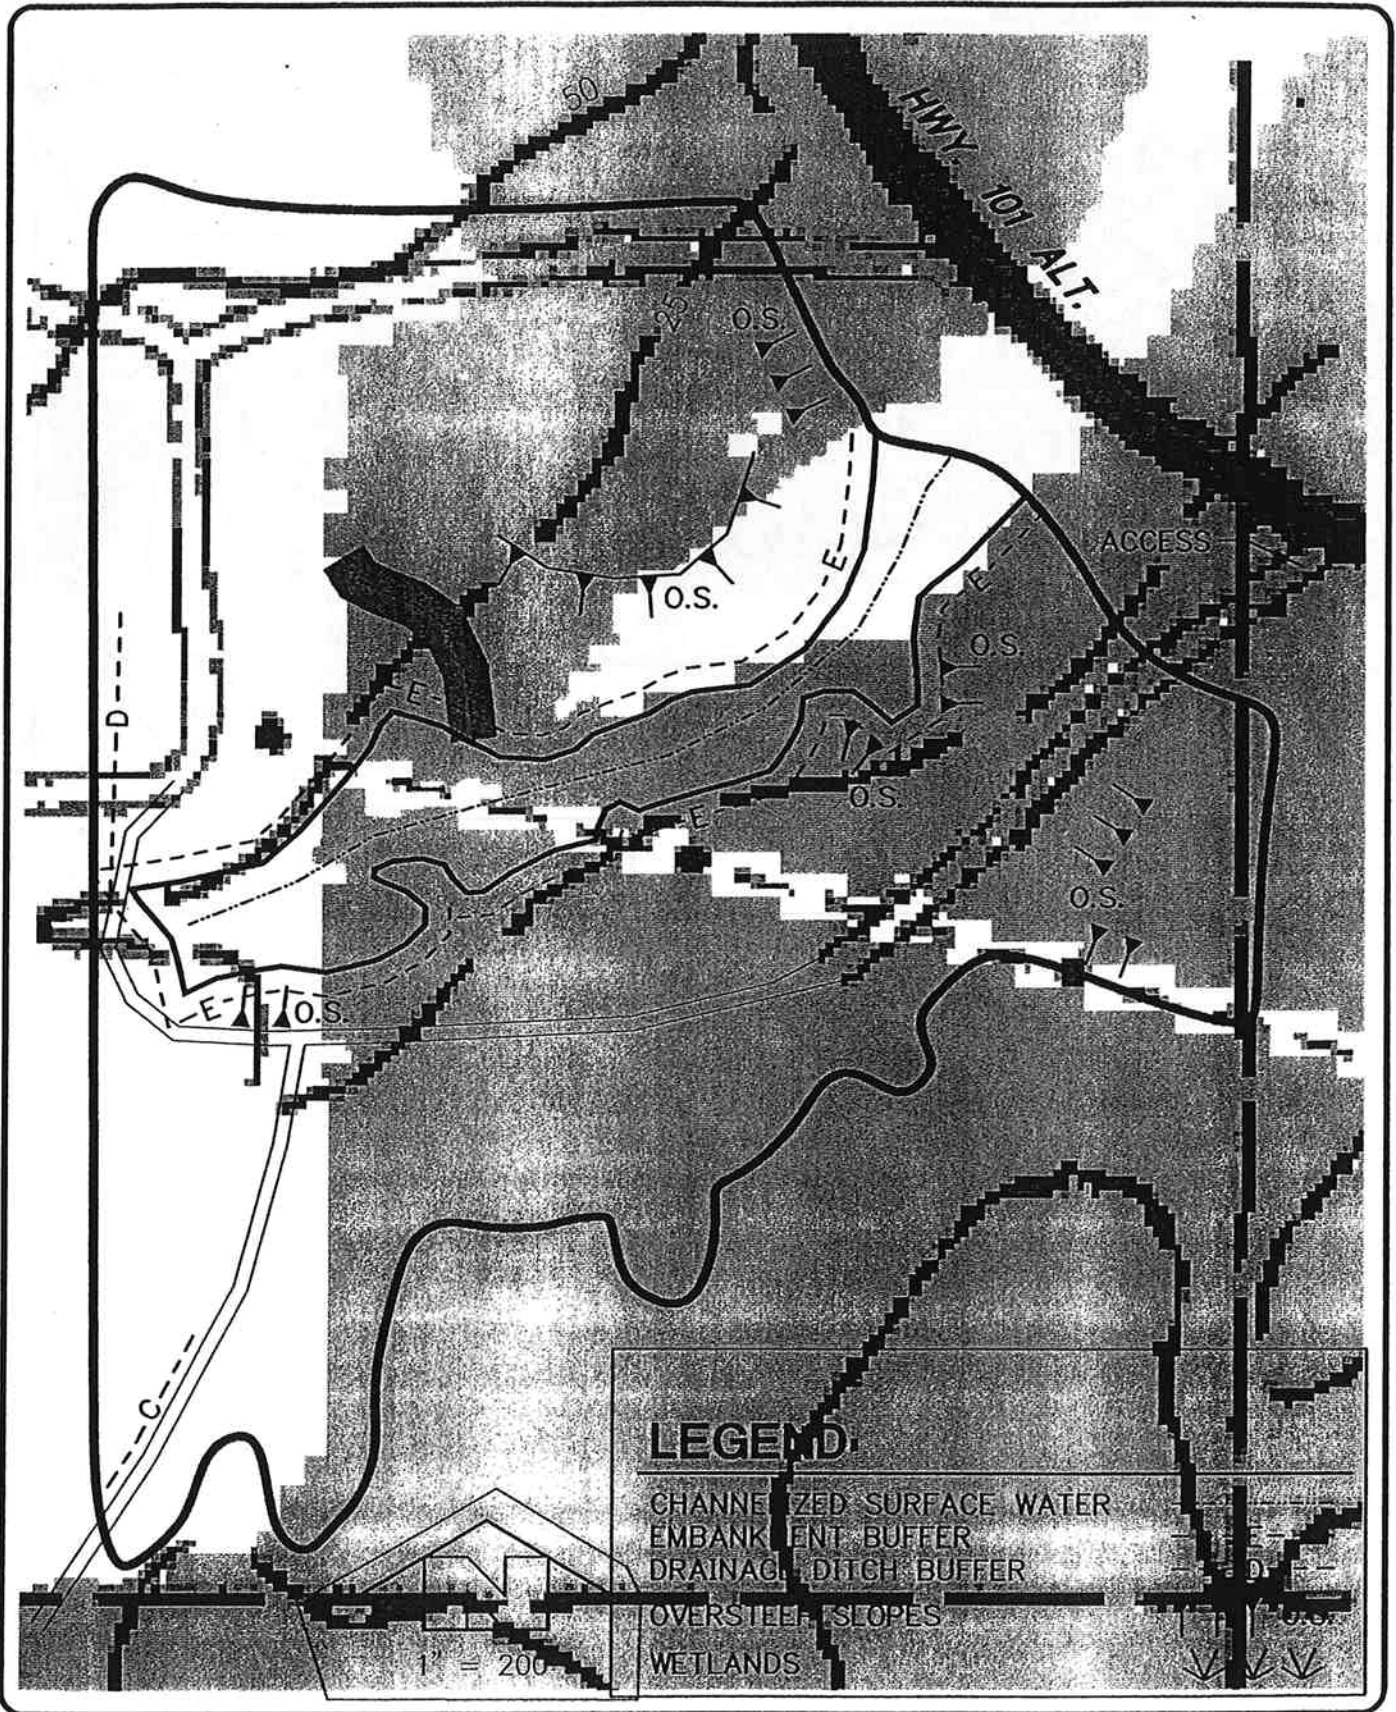 50
HWY. 101 ALT.
25
O.S.
ACCESS
E
E
O.S.
O.S.
E
D
O.S.
E
O.S.
E
O.S.
C
LEGEND
CHANNELIZED SURFACE WATER
EMBANKMENT BUFFER
DRAINAGE DITCH BUFFER
OVERSTEEP SLOPES
WETLANDS
1" = 200'